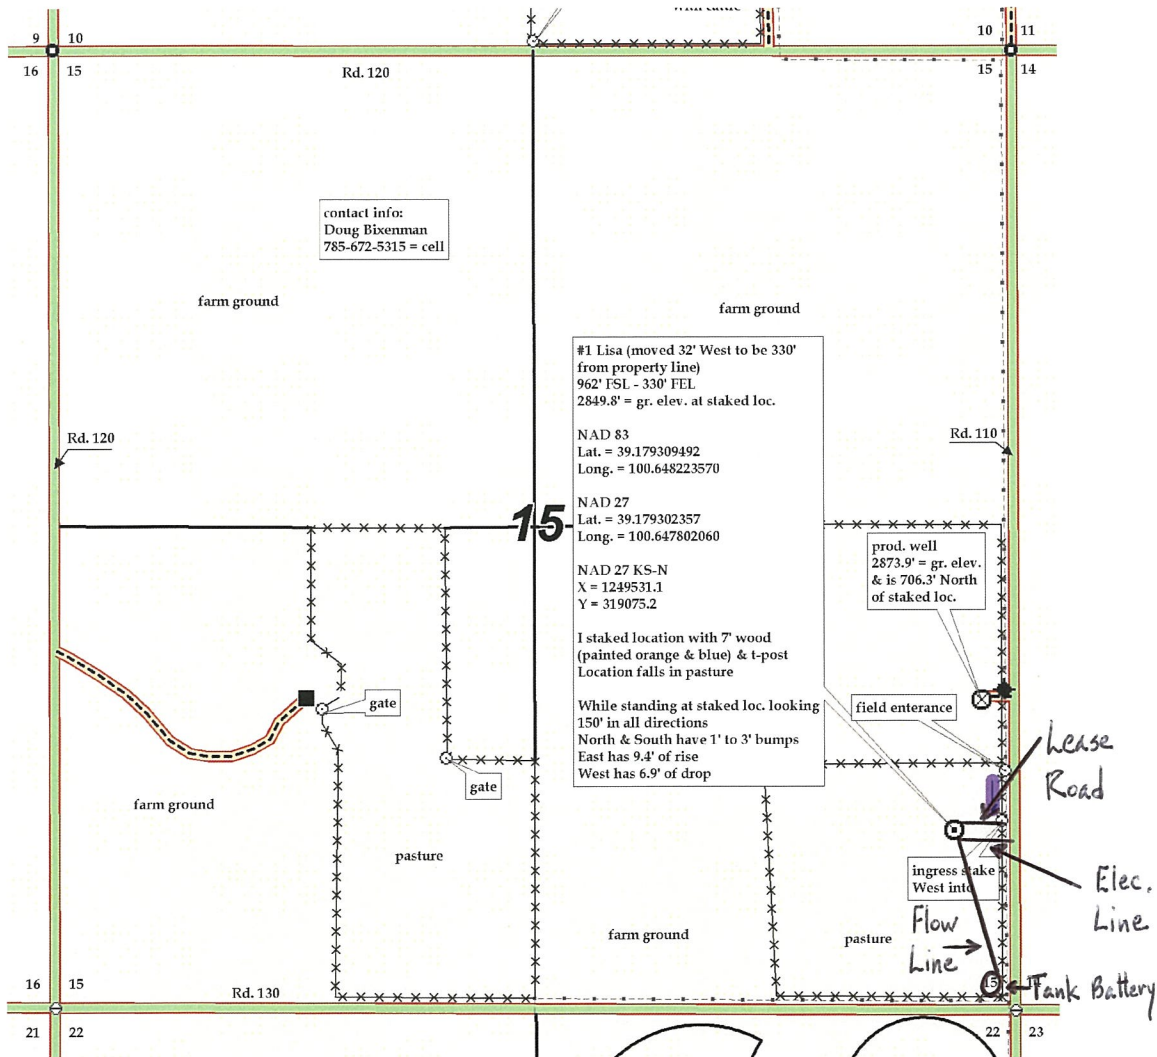 with cattle
9 10
10 11
16 15
Rd. 120
15 14
contact info:
Doug Bixenman
785-672-5315 = cell
farm ground
farm ground
#1 Lisa (moved 32' West to be 330'
from property line)
962' FSL - 330' FEL
2849.8' = gr. elev. at staked loc.
NAD 83
Lat. = 39.179309492
Long. = 100.648223570
NAD 27
Lat. = 39.179302357
Long. = 100.647802060
NAD 27 KS-N
X = 1249531.1
Y = 319075.2
I staked location with 7' wood
(painted orange & blue) & t-post
Location falls in pasture
While standing at staked loc. looking
150' in all directions
North & South have 1' to 3' bumps
East has 9.4' of rise
West has 6.9' of drop
Rd. 120
Rd. 110
15
prod. well
2873.9' = gr. elev.
& is 706.3' North
of staked loc.
gate
field entrance
gate
Lease
Road
farm ground
pasture
ingress stake
West into
Elec.
Line
farm ground
pasture
Flow
Line
16 15
Rd. 130
15 14
Tank Battery
21 22
22 23